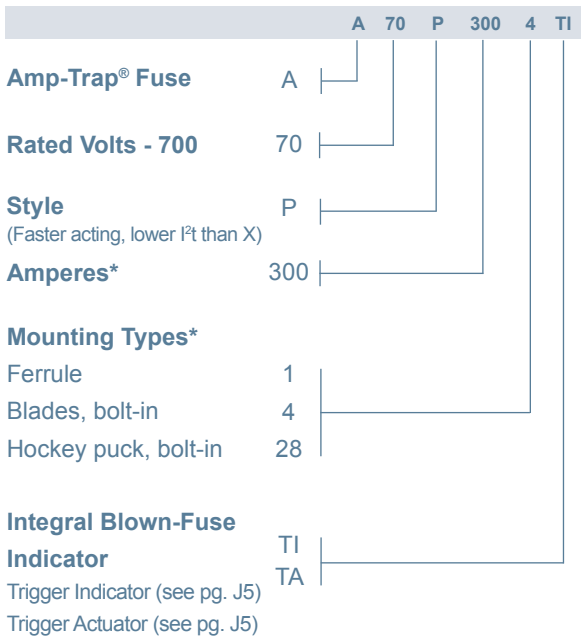 A 70 P 300 4 TI
Amp-Trap® Fuse A
Rated Volts - 700 70
Style P
(Faster acting, lower I²t than X)
Amperes* 300
Mounting Types*
Ferrule 1
Blades, bolt-in 4
Hockey puck, bolt-in 28
Integral Blown-Fuse
Indicator TI
TA
Trigger Indicator (see pg. J5)
Trigger Actuator (see pg. J5)